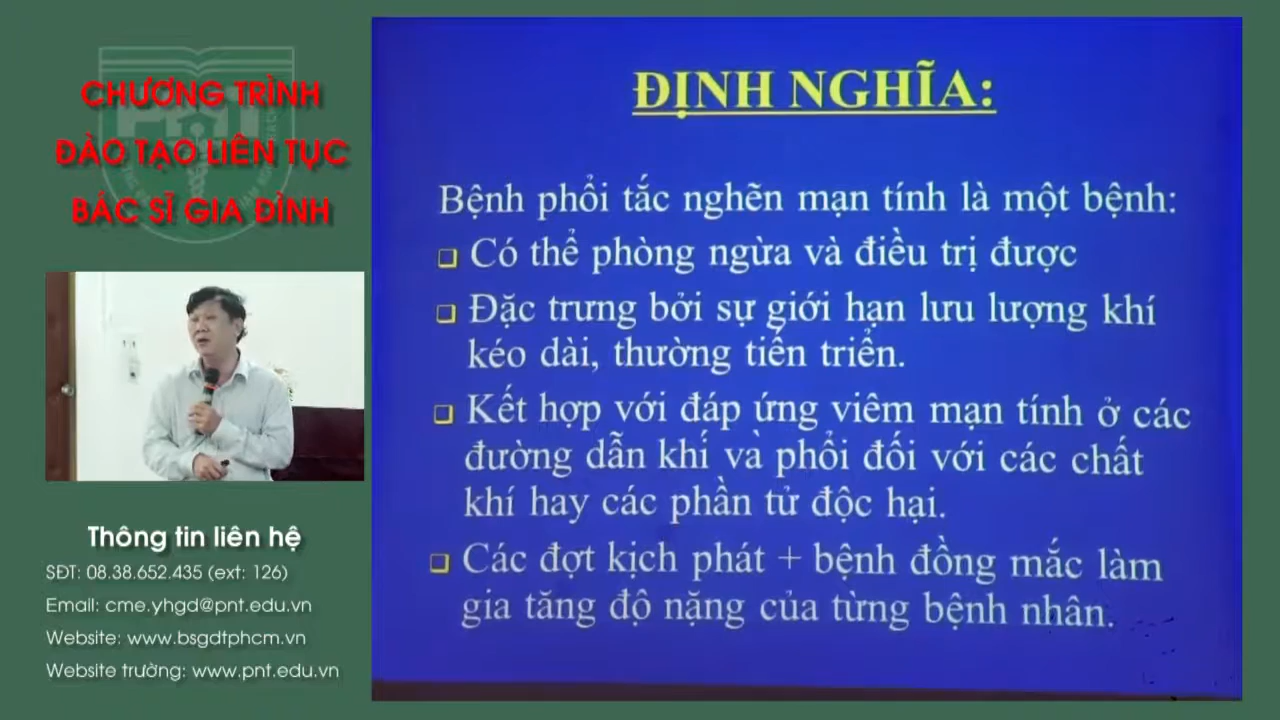 CHƯƠNG TRÌNH
ĐÀO TẠO LIÊN TỤC
BÁC SĨ GIA ĐÌNH
Thông tin liên hệ
SĐT: 08.38.652.435 (ext: 126)
Email: cme.yhgd@pnt.edu.vn
Website: www.bsgdtphcm.vn
Website trường: www.pnt.edu.vn
ĐỊNH NGHĨA:
Bệnh phổi tắc nghẽn mạn tính là một bệnh:
Có thể phòng ngừa và điều trị được
Đặc trưng bởi sự giới hạn lưu lượng khí
kéo dài, thường tiến triển.
Kết hợp với đáp ứng viêm mạn tính ở các
đường dẫn khí và phổi đối với các chất
khí hay các phần tử độc hại.
Các đợt kịch phát + bệnh đồng mắc làm
gia tăng độ nặng của từng bệnh nhân.